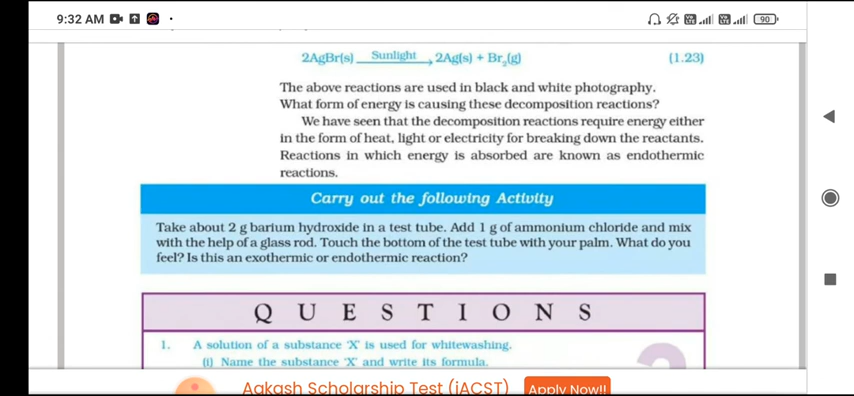 9:32 AM
90
2AgBr(s) Sunlight 2Ag(s) + Br₂(g) (1.23)
The above reactions are used in black and white photography.
What form of energy is causing these decomposition reactions?
We have seen that the decomposition reactions require energy either
in the form of heat, light or electricity for breaking down the reactants.
Reactions in which energy is absorbed are known as endothermic
reactions.
Carry out the following Activity
Take about 2 g barium hydroxide in a test tube. Add 1 g of ammonium chloride and mix
with the help of a glass rod. Touch the bottom of the test tube with your palm. What do you
feel? Is this an exothermic or endothermic reaction?
QUESTIONS
1. A solution of a substance ‘X’ is used for whitewashing.
(i) Name the substance ‘X’ and write its formula.
Aakash Scholarship Test (iACST) Apply Now!!